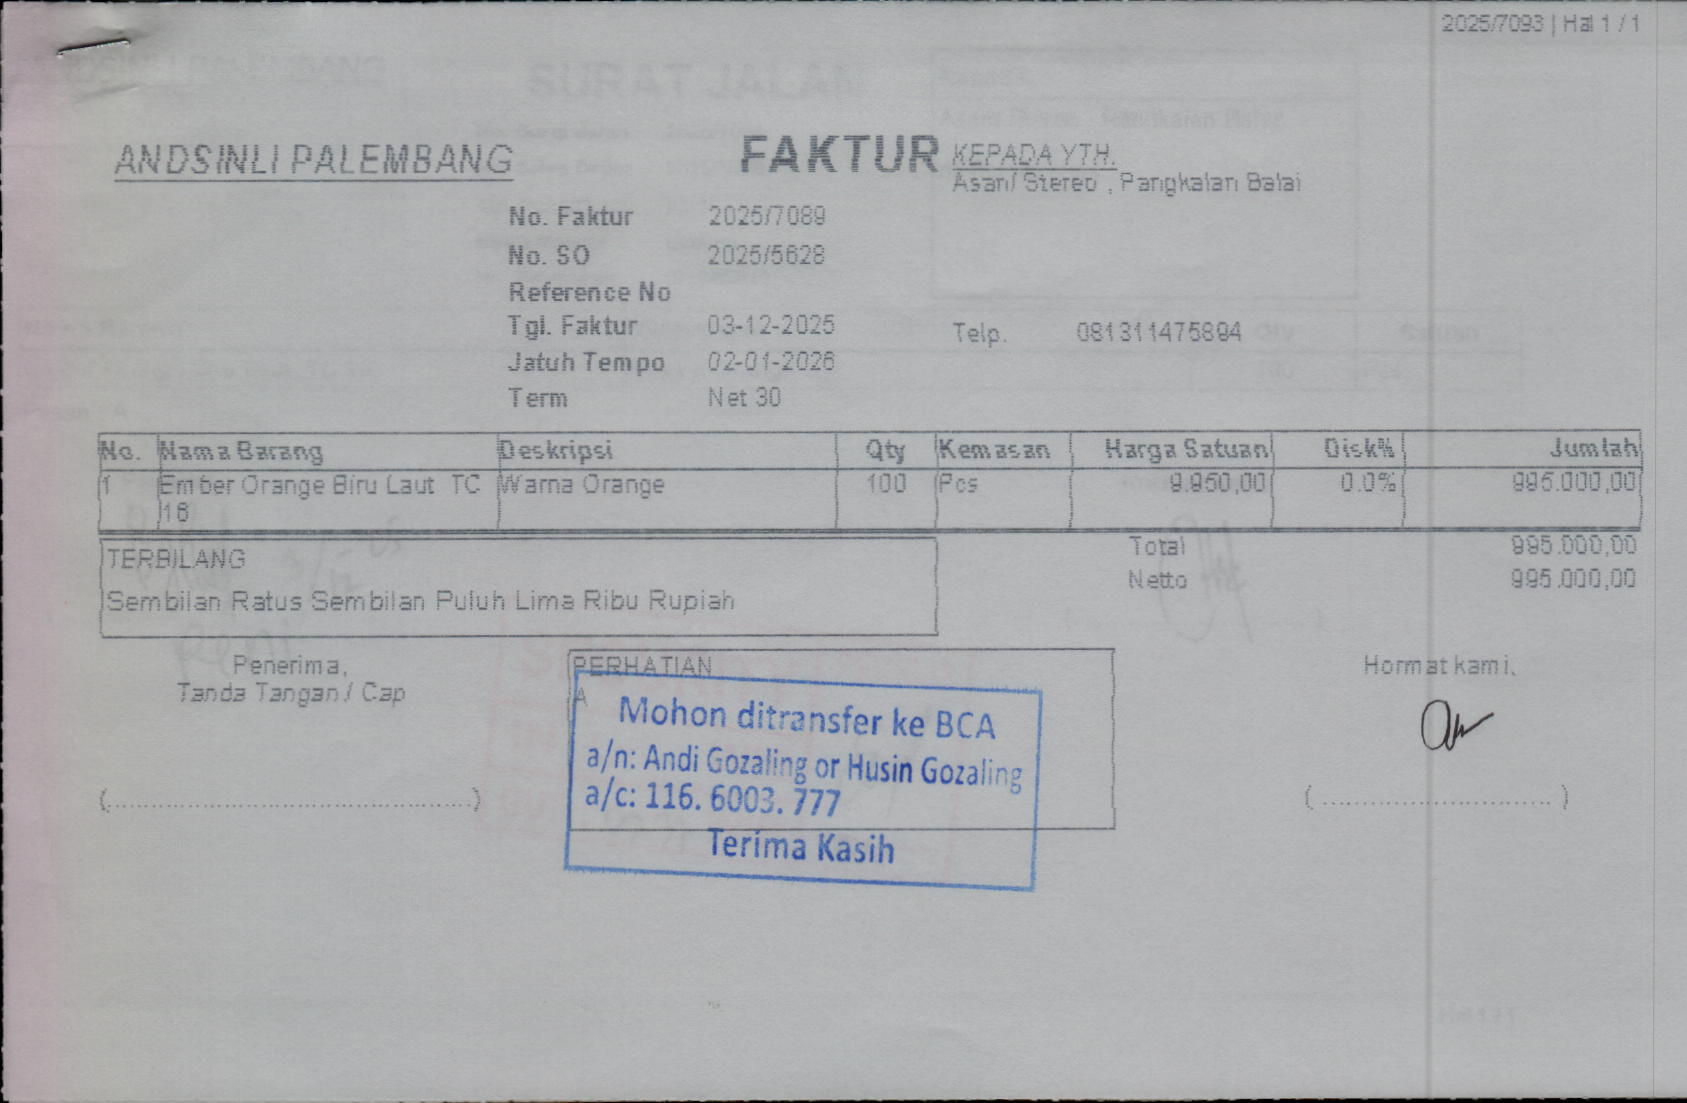 2025/7093 | Hal 1 / 1
ANDSINLI PALEMBANG
FAKTUR
KEPADA YTH.
Asan/ Stereo , Pangkalan Balai
No. Faktur 2025/7089
No. SO 2025/5628
Reference No
Tgl. Faktur 03-12-2025
Telp. 081311475894
Jatuh Tempo 02-01-2026
Term Net 30
No. Nama Barang Deskripsi Qty Kemasan Harga Satuan Disk% Jumlah
1 Ember Orange Biru Laut TC Warna Orange 100 Pcs 9.950,00 0.0% 995.000,00
16
TERBILANG
Sembilan Ratus Sembilan Puluh Lima Ribu Rupiah
Total 995.000,00
Netto 995.000,00
Penerima,
Tanda Tangan / Cap
PERHATIAN
A
Mohon ditransfer ke BCA
a/n: Andi Gozaling or Husin Gozaling
a/c: 116. 6003. 777
Terima Kasih
Hormat kami,
(........................................)
(............................)